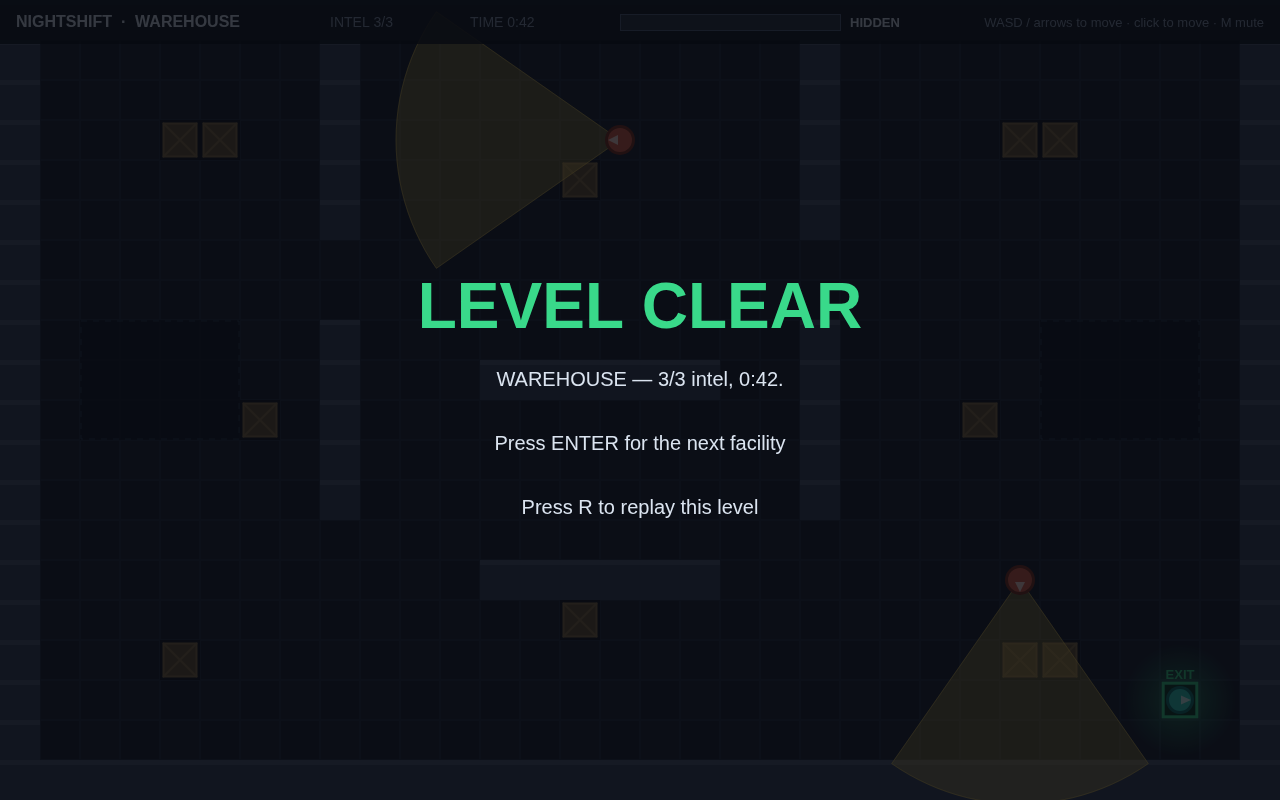 NIGHTSHIFT · WAREHOUSE
INTEL 3/3
TIME 0:42
HIDDEN
WASD / arrows to move · click to move · M mute
LEVEL CLEAR
WAREHOUSE — 3/3 intel, 0:42.
Press ENTER for the next facility
Press R to replay this level
EXIT